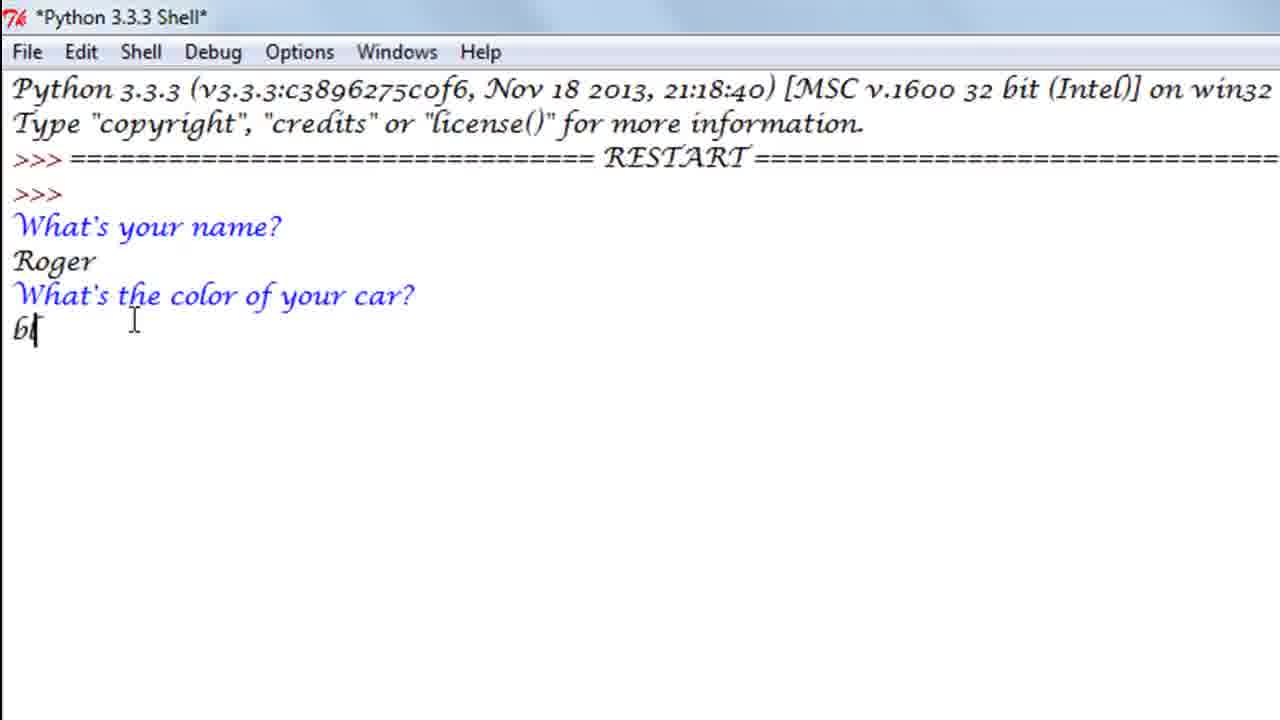 *Python 3.3.3 Shell*
File Edit Shell Debug Options Windows Help
Python 3.3.3 (v3.3.3:c3896275c0f6, Nov 18 2013, 21:18:40) [MSC v.1600 32 bit (Intel)] on win32
Type "copyright", "credits" or "license()" for more information.
>>> ================================ RESTART ================================
>>>
What's your name?
Roger
What's the color of your car?
bl